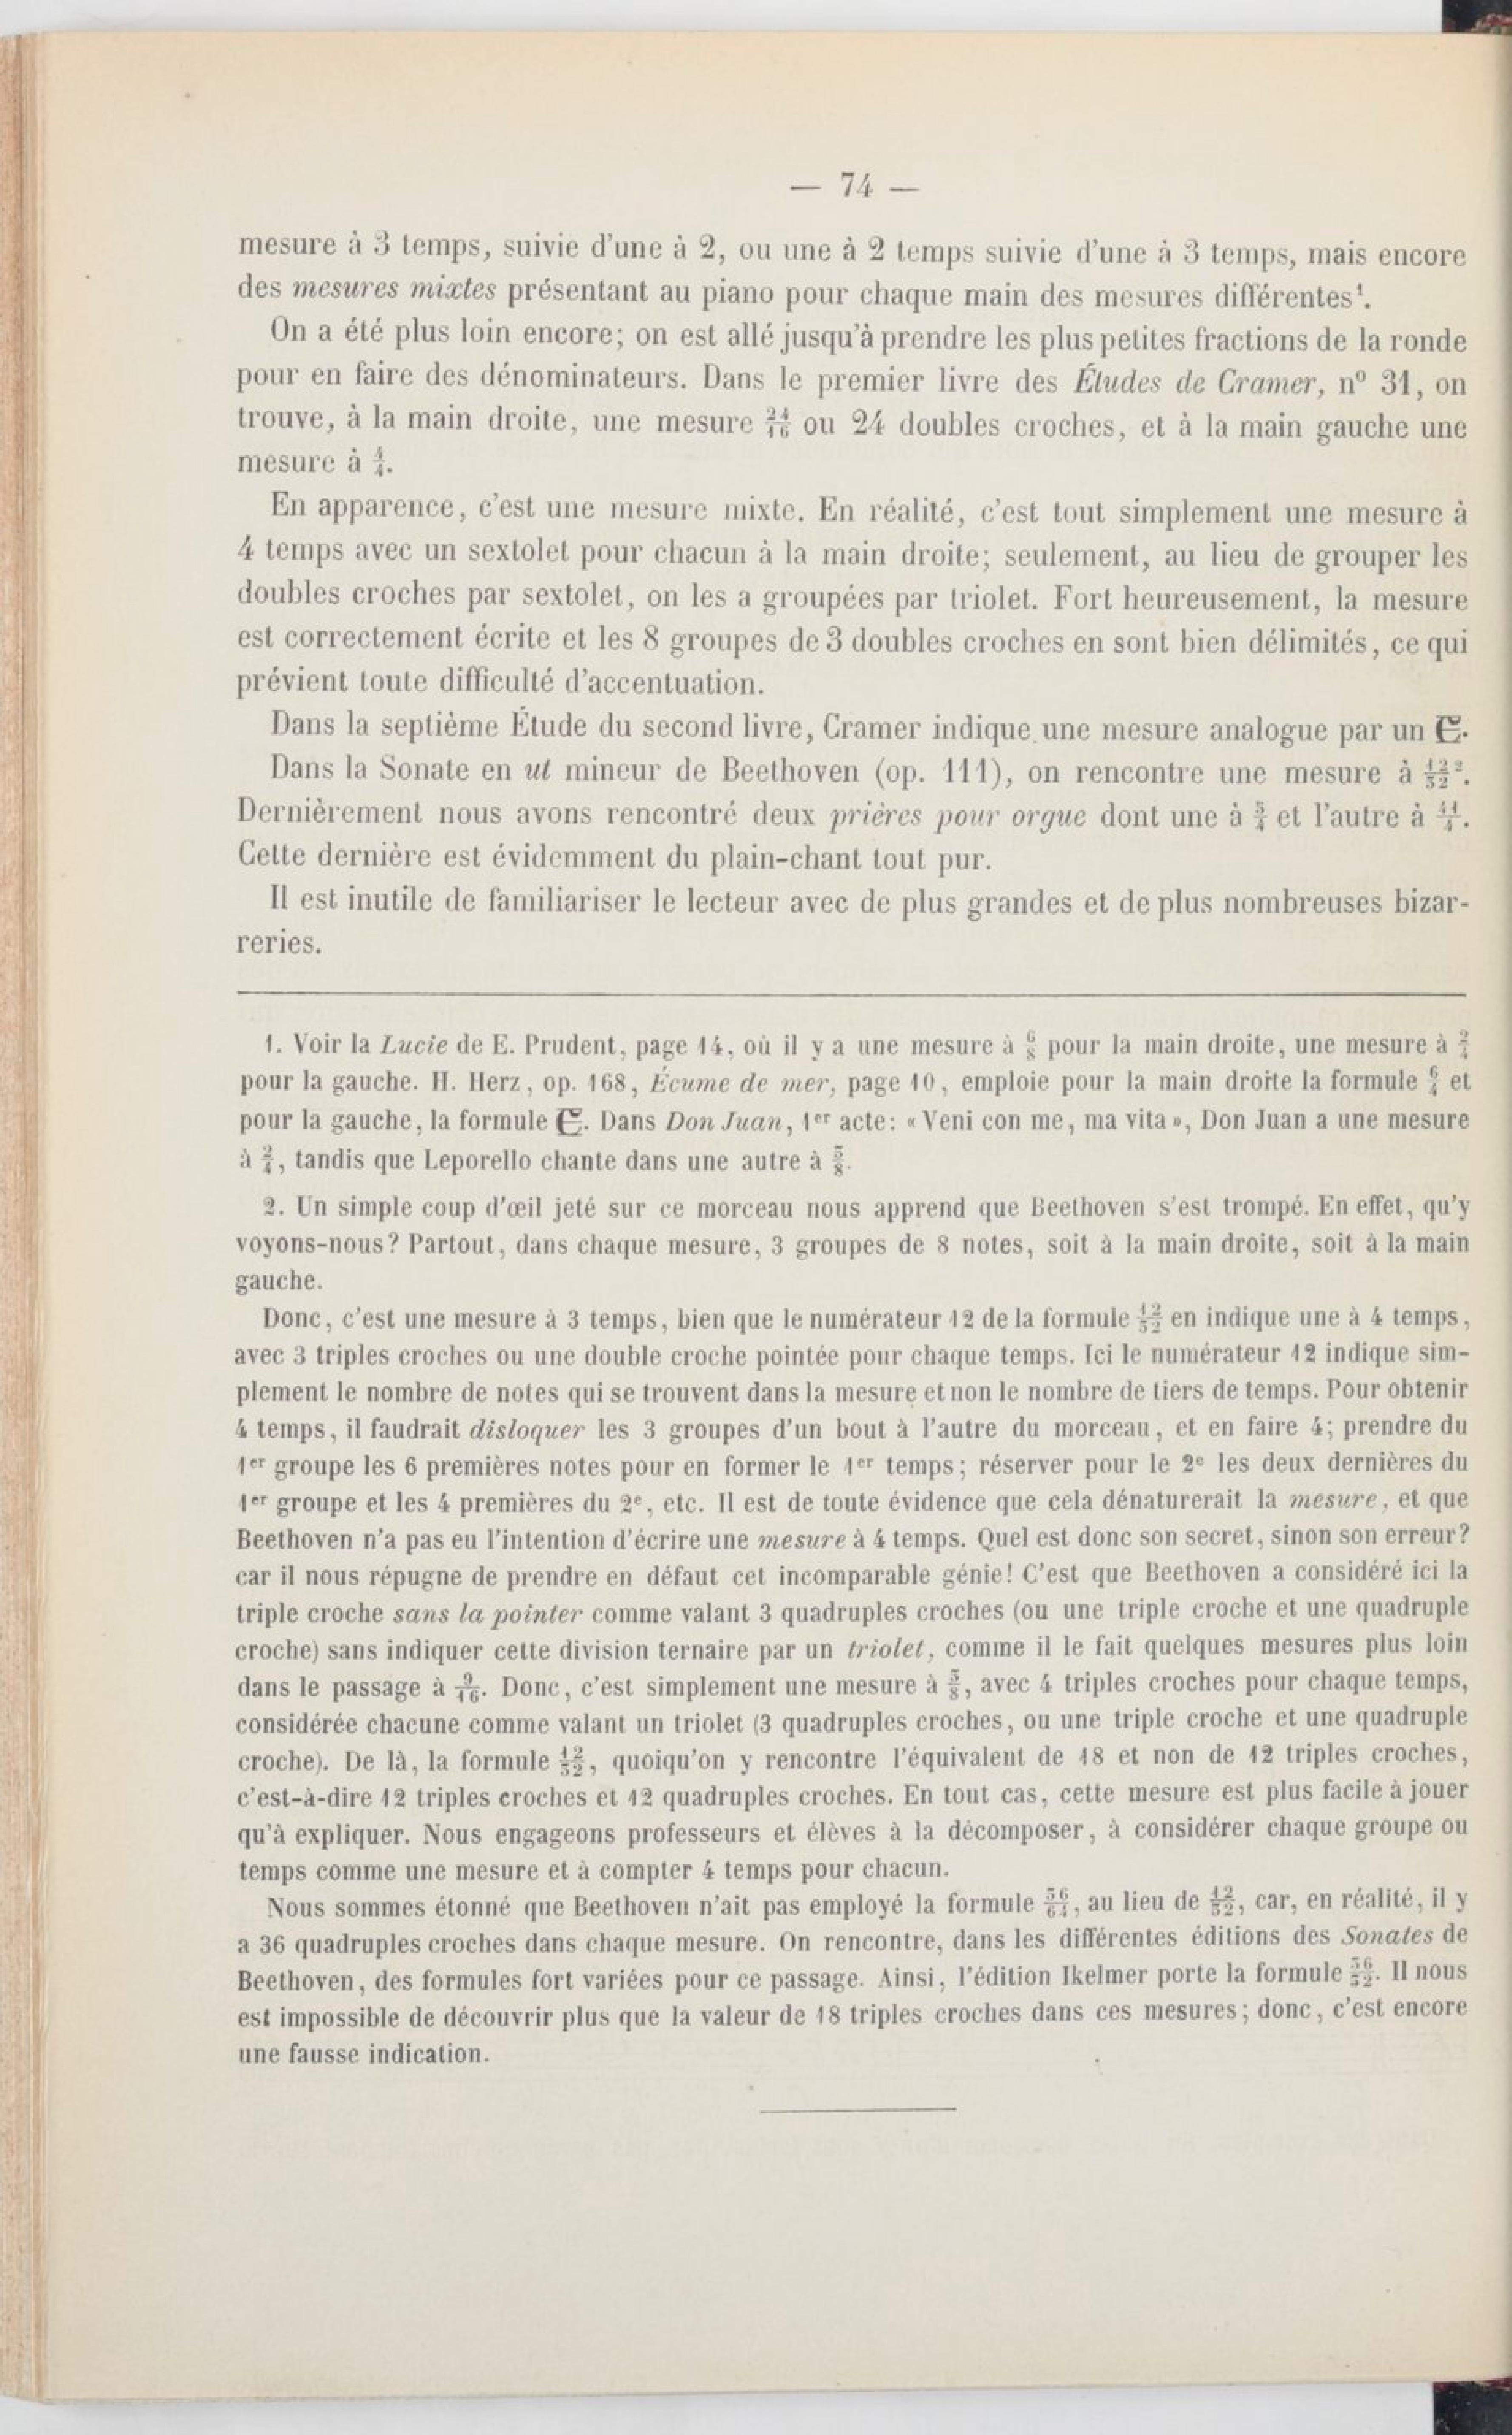 — 74 —
mesure à 3 temps, suivie d'une à 2, ou une à 2 temps suivie d'une à 3 temps, mais encore
des mesures mixtes présentant au piano pour chaque main des mesures différentes¹.
On a été plus loin encore; on est allé jusqu'à prendre les plus petites fractions de la ronde
pour en faire des dénominateurs. Dans le premier livre des Études de Cramer, nº 31, on
trouve, à la main droite, une mesure 24/16 ou 24 doubles croches, et à la main gauche une
mesure à 4/4.
En apparence, c'est une mesure mixte. En réalité, c'est tout simplement une mesure à
4 temps avec un sextolet pour chacun à la main droite; seulement, au lieu de grouper les
doubles croches par sextolet, on les a groupées par triolet. Fort heureusement, la mesure
est correctement écrite et les 8 groupes de 3 doubles croches en sont bien délimités, ce qui
prévient toute difficulté d'accentuation.
Dans la septième Étude du second livre, Cramer indique une mesure analogue par un C.
Dans la Sonate en ut mineur de Beethoven (op. 111), on rencontre une mesure à 12/32².
Dernièrement nous avons rencontré deux prières pour orgue dont une à 5/4 et l'autre à 11/4.
Cette dernière est évidemment du plain-chant tout pur.
Il est inutile de familiariser le lecteur avec de plus grandes et de plus nombreuses bizar-
reries.
1. Voir la Lucie de E. Prudent, page 14, où il y a une mesure à 6/8 pour la main droite, une mesure à 2/4
pour la gauche. H. Herz, op. 168, Écume de mer, page 10, emploie pour la main droite la formule 6/4 et
pour la gauche, la formule C. Dans Don Juan, 1er acte: «Veni con me, ma vita», Don Juan a une mesure
à 2/4, tandis que Leporello chante dans une autre à 3/8.
2. Un simple coup d'œil jeté sur ce morceau nous apprend que Beethoven s'est trompé. En effet, qu'y
voyons-nous? Partout, dans chaque mesure, 3 groupes de 8 notes, soit à la main droite, soit à la main
gauche.
Donc, c'est une mesure à 3 temps, bien que le numérateur 12 de la formule 12/32 en indique une à 4 temps,
avec 3 triples croches ou une double croche pointée pour chaque temps. Ici le numérateur 12 indique sim-
plement le nombre de notes qui se trouvent dans la mesure et non le nombre de tiers de temps. Pour obtenir
4 temps, il faudrait disloquer les 3 groupes d'un bout à l'autre du morceau, et en faire 4; prendre du
1er groupe les 6 premières notes pour en former le 1er temps; réserver pour le 2e les deux dernières du
1er groupe et les 4 premières du 2e, etc. Il est de toute évidence que cela dénaturerait la mesure, et que
Beethoven n'a pas eu l'intention d'écrire une mesure à 4 temps. Quel est donc son secret, sinon son erreur?
car il nous répugne de prendre en défaut cet incomparable génie! C'est que Beethoven a considéré ici la
triple croche sans la pointer comme valant 3 quadruples croches (ou une triple croche et une quadruple
croche) sans indiquer cette division ternaire par un triolet, comme il le fait quelques mesures plus loin
dans le passage à 9/16. Donc, c'est simplement une mesure à 3/8, avec 4 triples croches pour chaque temps,
considérée chacune comme valant un triolet (3 quadruples croches, ou une triple croche et une quadruple
croche). De là, la formule 12/32, quoiqu'on y rencontre l'équivalent de 18 et non de 12 triples croches,
c'est-à-dire 12 triples croches et 12 quadruples croches. En tout cas, cette mesure est plus facile à jouer
qu'à expliquer. Nous engageons professeurs et élèves à la décomposer, à considérer chaque groupe ou
temps comme une mesure et à compter 4 temps pour chacun.
Nous sommes étonné que Beethoven n'ait pas employé la formule 36/64, au lieu de 12/32, car, en réalité, il y
a 36 quadruples croches dans chaque mesure. On rencontre, dans les différentes éditions des Sonates de
Beethoven, des formules fort variées pour ce passage. Ainsi, l'édition Ikelmer porte la formule 36/32. Il nous
est impossible de découvrir plus que la valeur de 18 triples croches dans ces mesures; donc, c'est encore
une fausse indication.